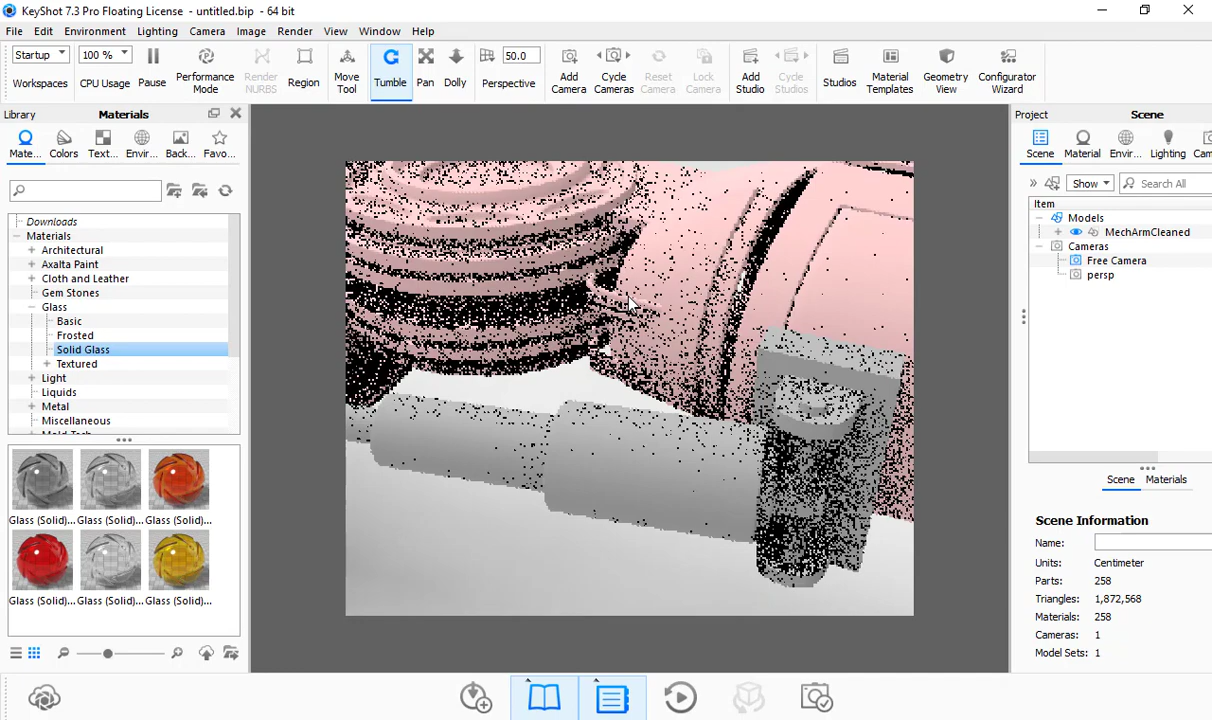 KeyShot 7.3 Pro Floating License - untitled.bip - 64 bit
File Edit Environment Lighting Camera Image Render View Window Help
Startup 100 % 50.0
Workspaces CPU Usage Pause Performance Mode Render NURBS Region Move Tool Tumble Pan Dolly Perspective Add Camera Cycle Cameras Reset Camera Lock Camera Add Studio Cycle Studios Studios Material Templates Geometry View Configurator Wizard
Library Materials
Mate... Colors Text... Envir... Back... Favo...
Downloads
Materials
Architectural
Axalta Paint
Cloth and Leather
Gem Stones
Glass
Basic
Frosted
Solid Glass
Textured
Light
Liquids
Metal
Miscellaneous
Glass (Solid)... Glass (Solid)... Glass (Solid)...
Glass (Solid)... Glass (Solid)... Glass (Solid)...
Project Scene
Scene Material Envir... Lighting Cam
Show Search All
Item
Models
MechArmCleaned
Cameras
Free Camera
persp
Scene Materials
Scene Information
Name:
Units: Centimeter
Parts: 258
Triangles: 1,872,568
Materials: 258
Cameras: 1
Model Sets: 1